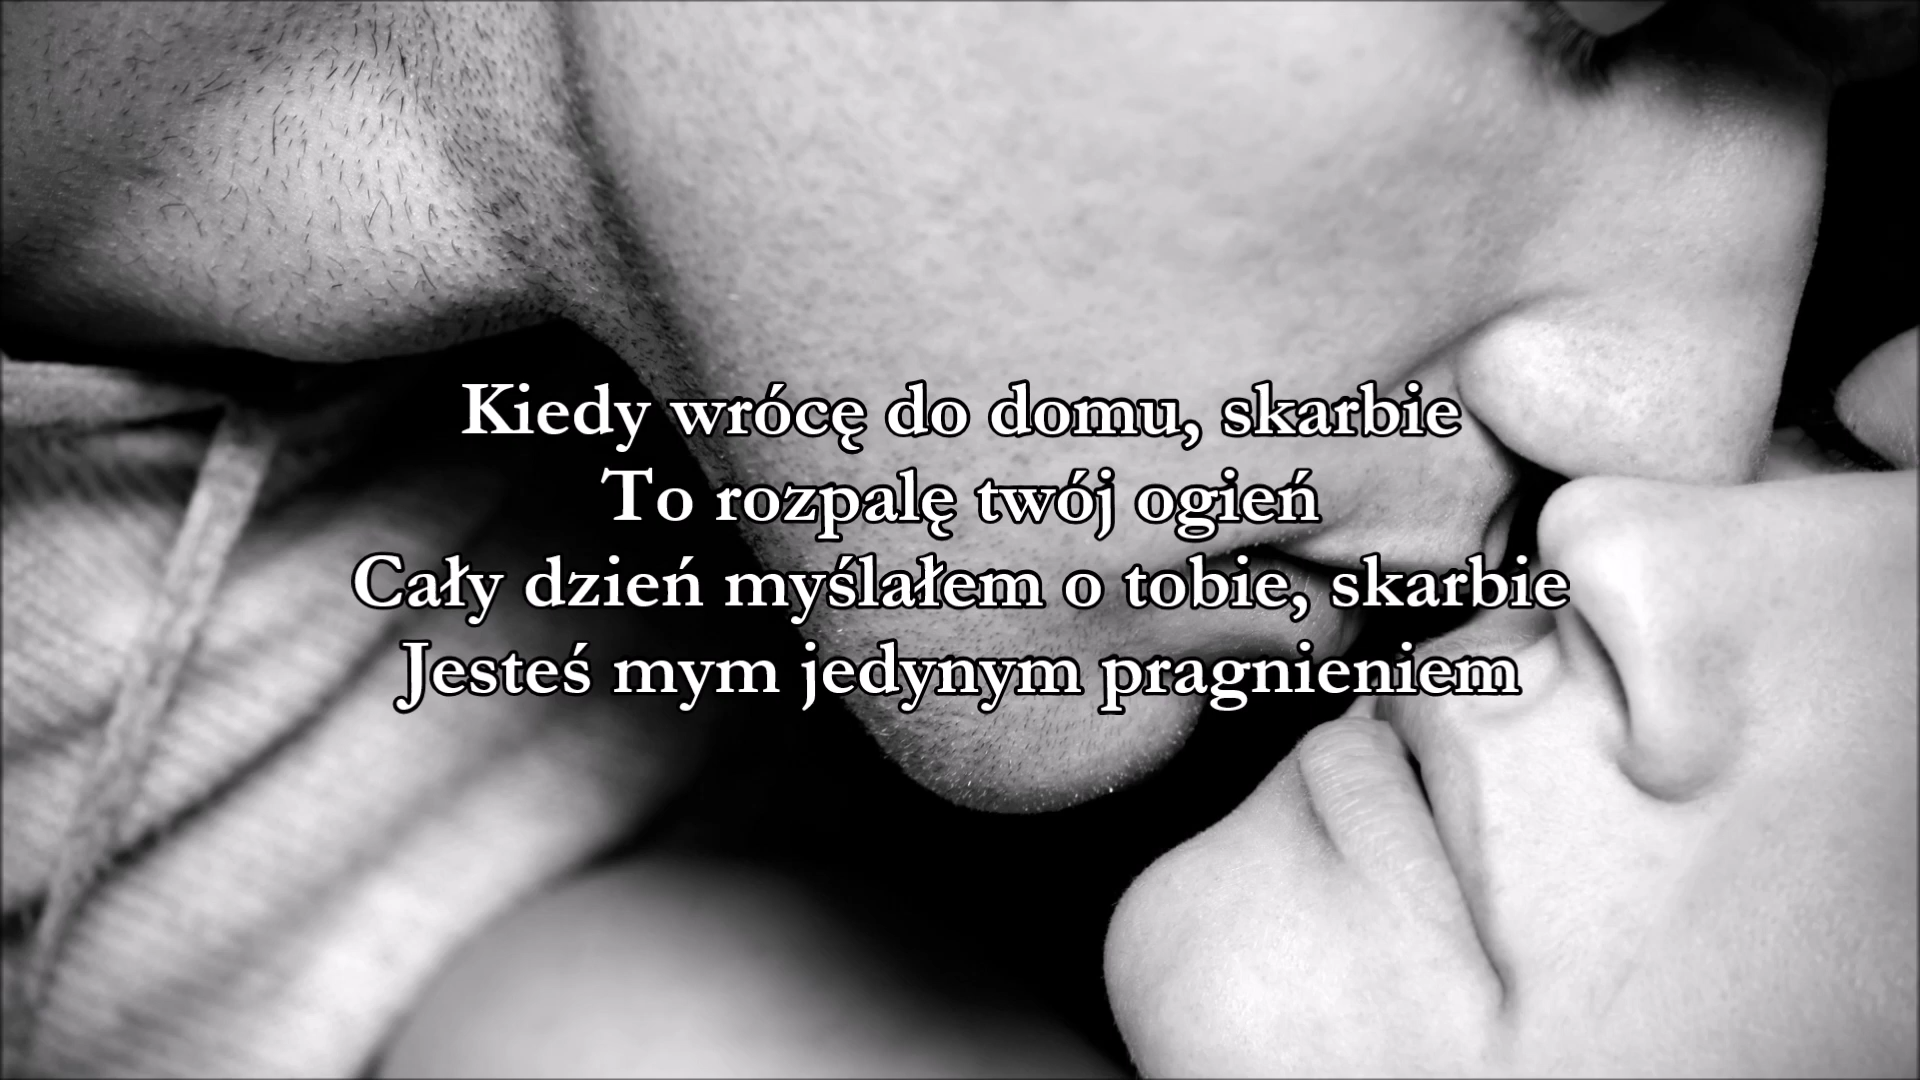 Kiedy wrócę do domu, skarbie
To rozpalę twój ogień
Cały dzień myślałem o tobie, skarbie
Jesteś mym jedynym pragnieniem